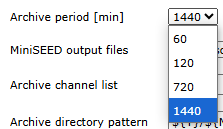 Archive period [min] 1440
60
MiniSEED output files
120
Archive channel list 720
1440
Archive directory pattern